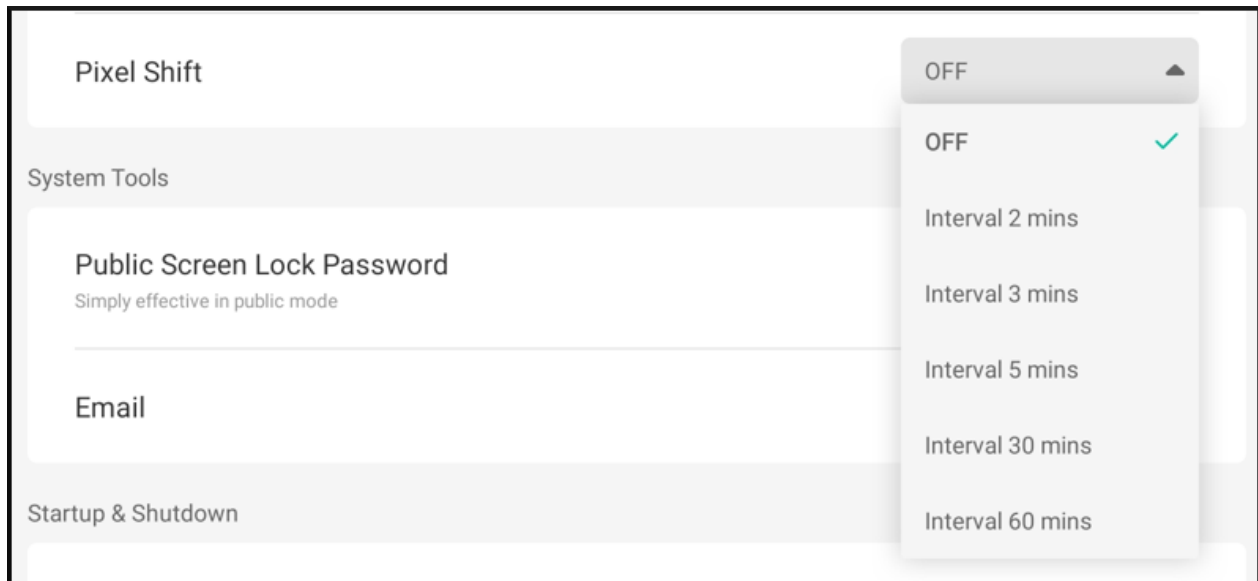 Pixel Shift
OFF
OFF
Interval 2 mins
Interval 3 mins
Interval 5 mins
Interval 30 mins
Interval 60 mins
System Tools
Public Screen Lock Password
Simply effective in public mode
Email
Startup & Shutdown